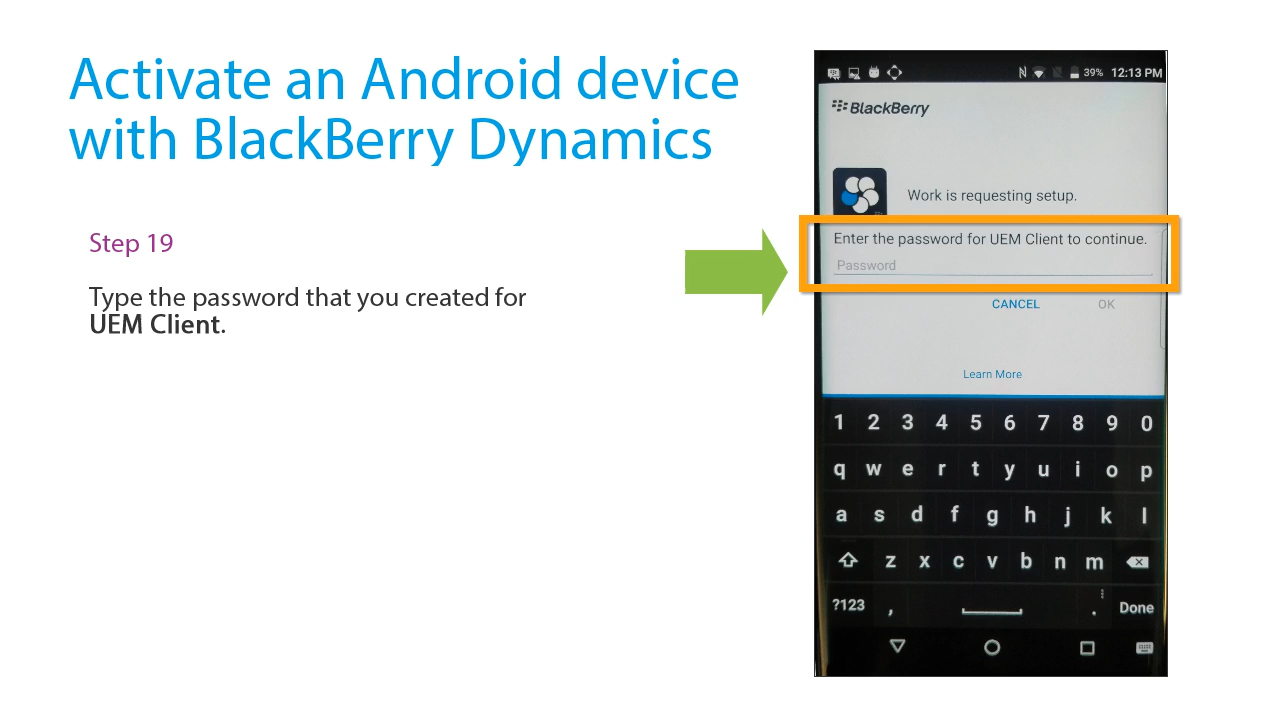 Activate an Android device
with BlackBerry Dynamics
Step 19
Type the password that you created for
UEM Client.
39% 12:13 PM
BlackBerry
Work is requesting setup.
Enter the password for UEM Client to continue.
Password
CANCEL OK
Learn More
1 2 3 4 5 6 7 8 9 0
q w e r t y u i o p
a s d f g h j k l
z x c v b n m
?123 , . Done